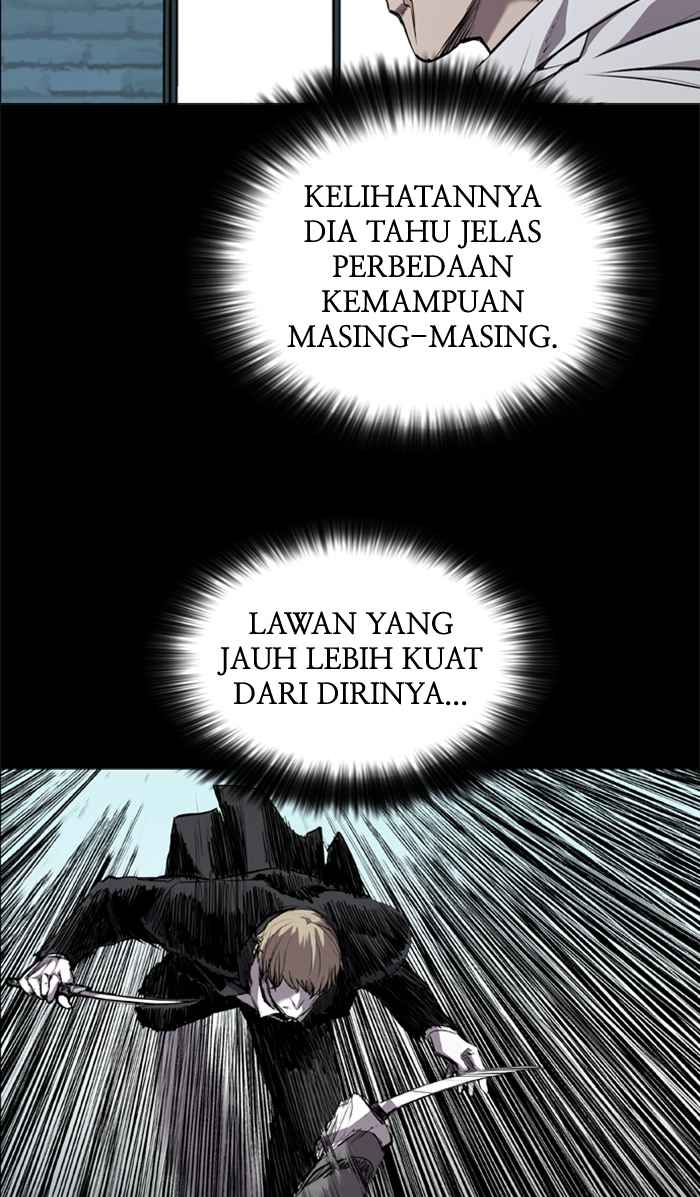 KELIHATANNYA
DIA TAHU JELAS
PERBEDAAN
KEMAMPUAN
MASING-MASING.
LAWAN YANG
JAUH LEBIH KUAT
DARI DIRINYA...